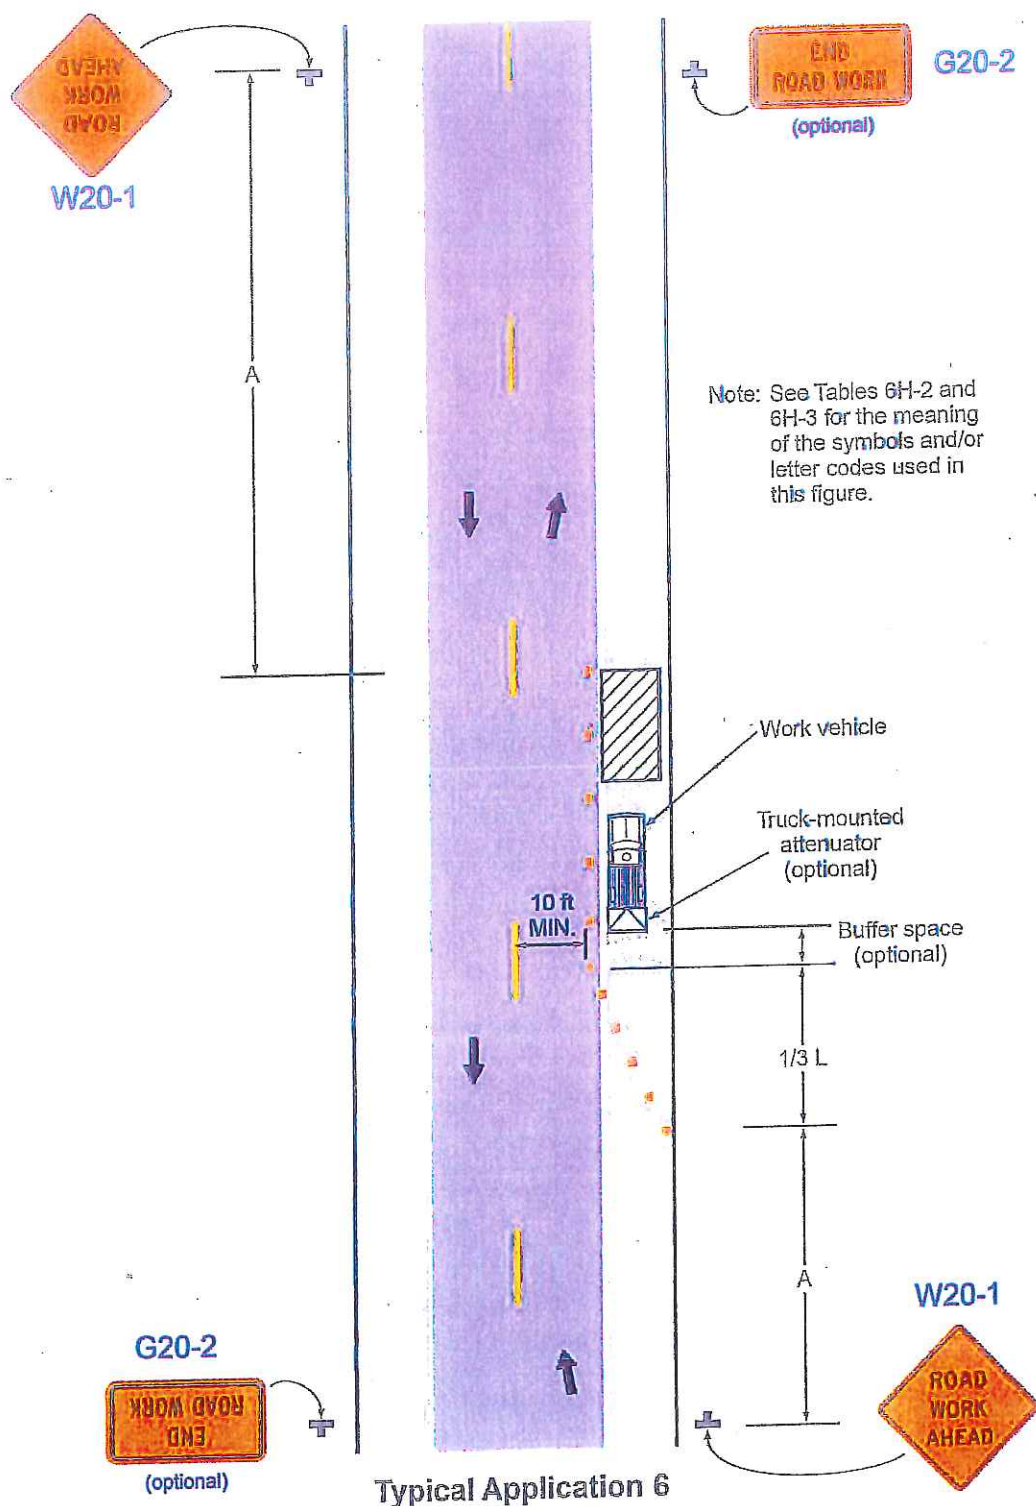 ROAD
WORK
AHEAD
W20-1
END
ROAD WORK
(optional)
G20-2
A
Note: See Tables 6H-2 and
6H-3 for the meaning
of the symbols and/or
letter codes used in
this figure.
Work vehicle
Truck-mounted
attenuator
(optional)
10 ft
MIN.
Buffer space
(optional)
1/3 L
A
W20-1
ROAD
WORK
AHEAD
G20-2
END
ROAD WORK
(optional)
Typical Application 6